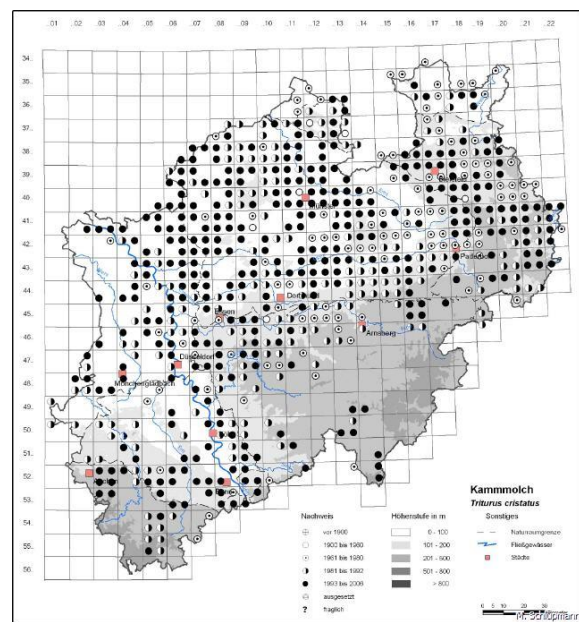 .01 .02 .03 .04 .05 .06 .07 .08 .09 .10 .11 .12 .13 .14 .15 .16 .17 .18 .19 .20 .21 .22
34.
35.
36.
37.
38.
39.
40.
41.
42.
43.
44.
45.
46.
47.
48.
49.
50.
51.
52.
53.
54.
55.
56.
Münster
Paderborn
Dortmund
Essen
Arnsberg
Düsseldorf
Mönchengladbach
Kammmolch
Triturus cristatus
Nachweis
vor 1900
1900 bis 1960
1961 bis 1980
1981 bis 1992
1993 bis 2006
ausgesetzt
fraglich
Höhenstufe in m
0 - 100
101 - 200
201 - 500
501 - 800
> 800
Sonstiges
Naturraumgrenze
Fließgewässer
Städte
M. Schlüpmann